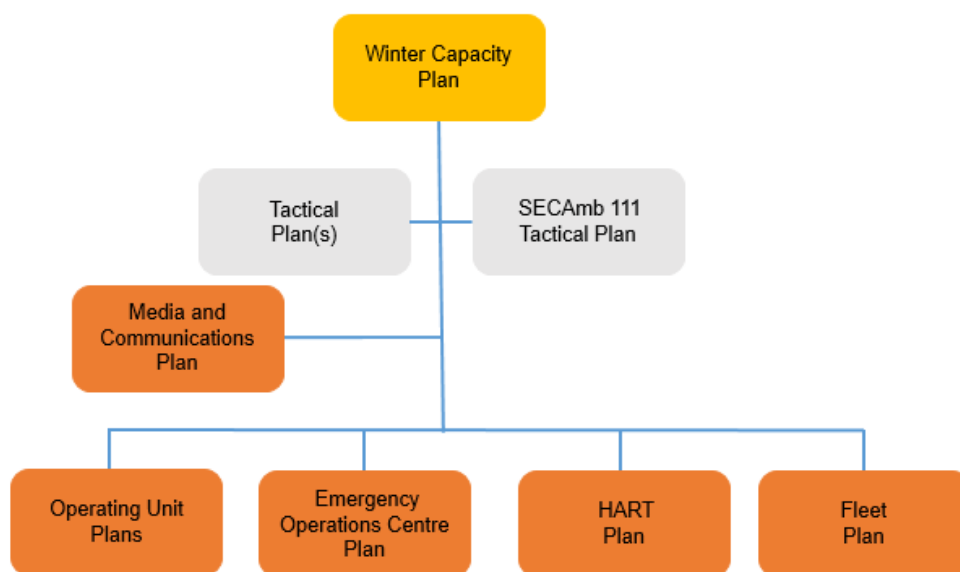 Winter Capacity
Plan
Tactical
Plan(s)
SECAmb 111
Tactical Plan
Media and
Communications
Plan
Operating Unit
Plans
Emergency
Operations Centre
Plan
HART
Plan
Fleet
Plan